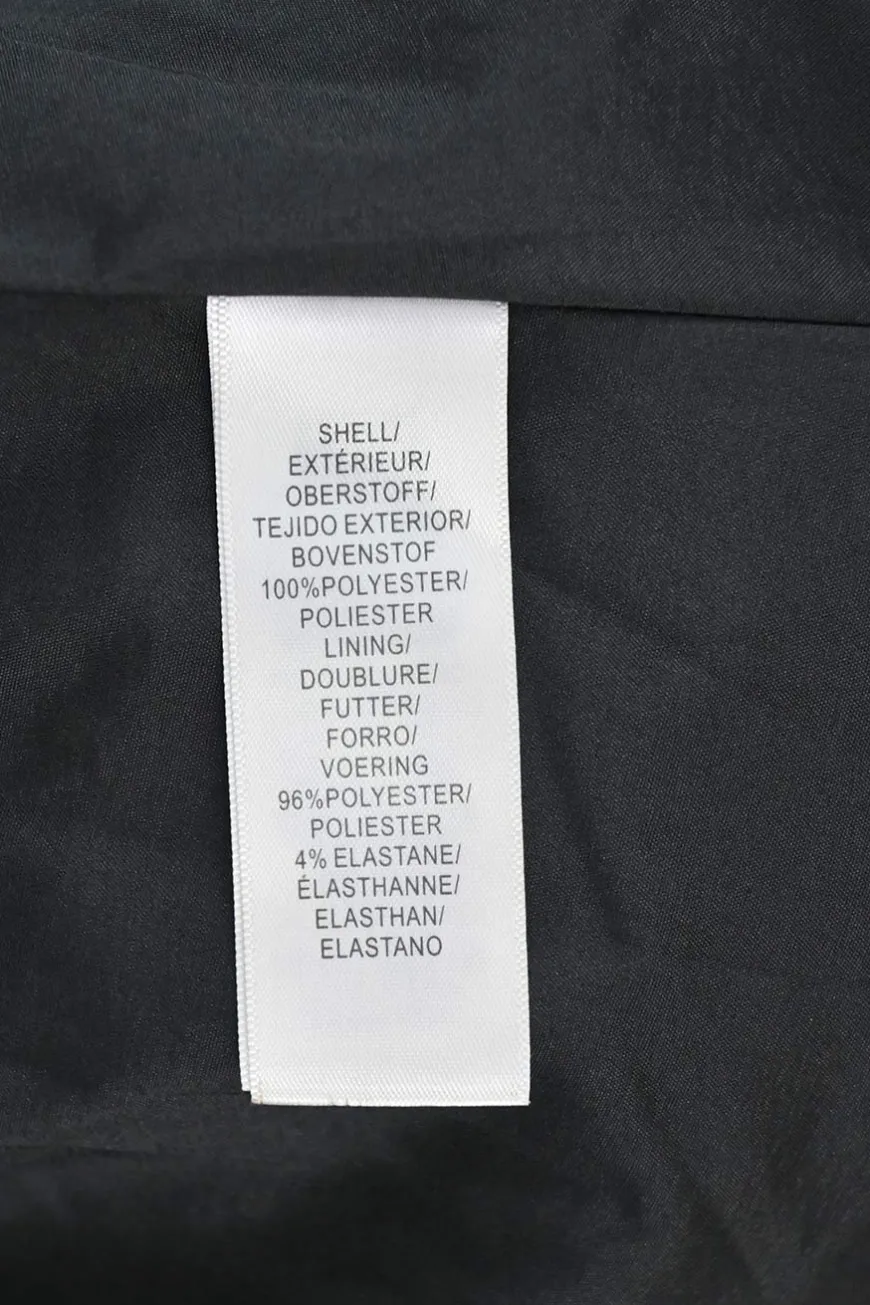 SHELL/
EXTÉRIEUR/
OBERSTOFF/
TEJIDO EXTERIOR/
BOVENSTOF
100%POLYESTER/
POLIESTER
LINING/
DOUBLURE/
FUTTER/
FORRO/
VOERING
96%POLYESTER/
POLIESTER
4% ELASTANE/
ÉLASTHANNE/
ELASTHAN/
ELASTANO